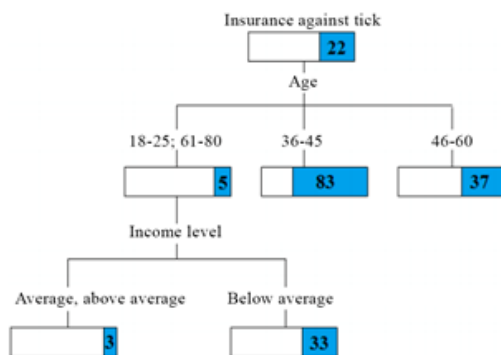 Insurance against tick
22
Age
18-25; 61-80 36-45 46-60
5 83 37
Income level
Average, above average Below average
3 33